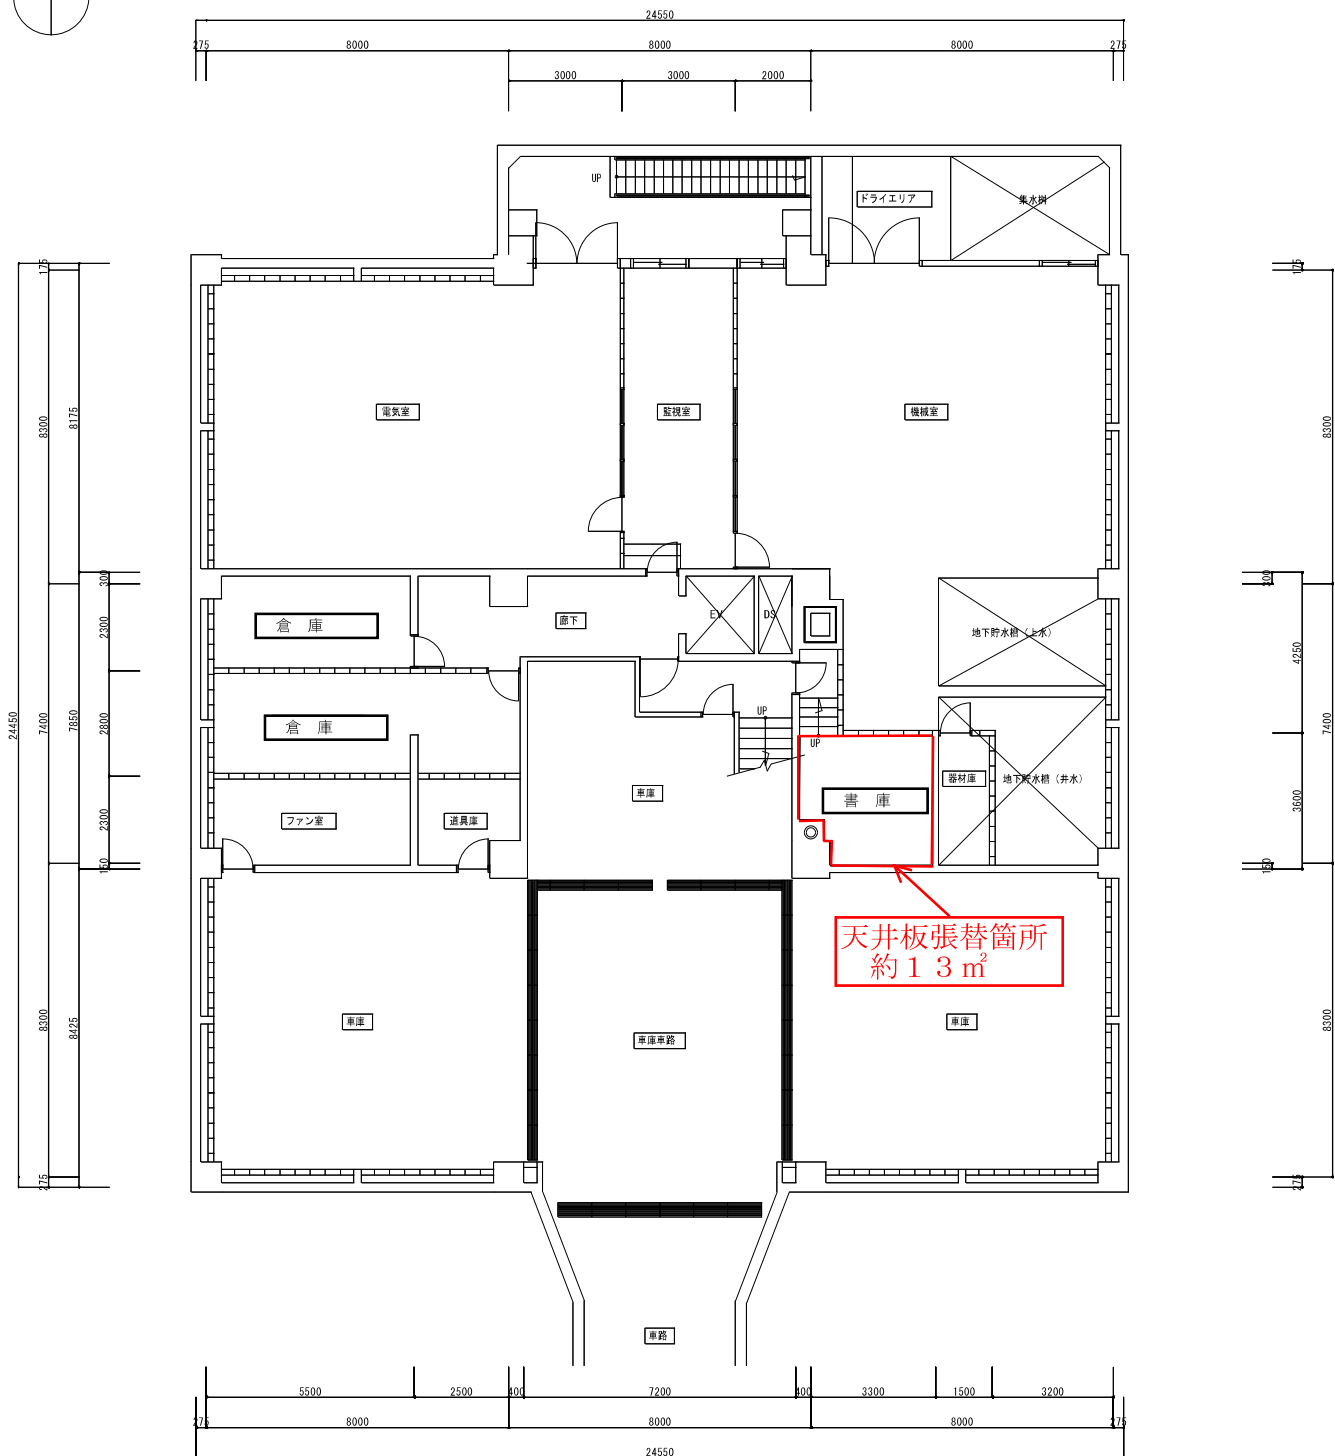 24550
275
8000
8000
8000
275
3000
3000
2000
UP
ドライエリア
集水桝
175
175
電気室
監視室
機械室
8300
8175
8300
300
300
倉庫
廊下
EV
DS
地下貯水槽（上水）
2300
4250
24450
7400
7850
2800
倉庫
UP
UP
7400
車庫
書庫
器材庫
地下貯水槽（井水）
2300
3600
ファン室
道具庫
150
150
天井板張替箇所
約１３㎡
8300
8425
車庫
車庫車路
車庫
8300
275
275
車路
5500
2500
400
7200
400
3300
1500
3200
275
8000
8000
8000
275
24550